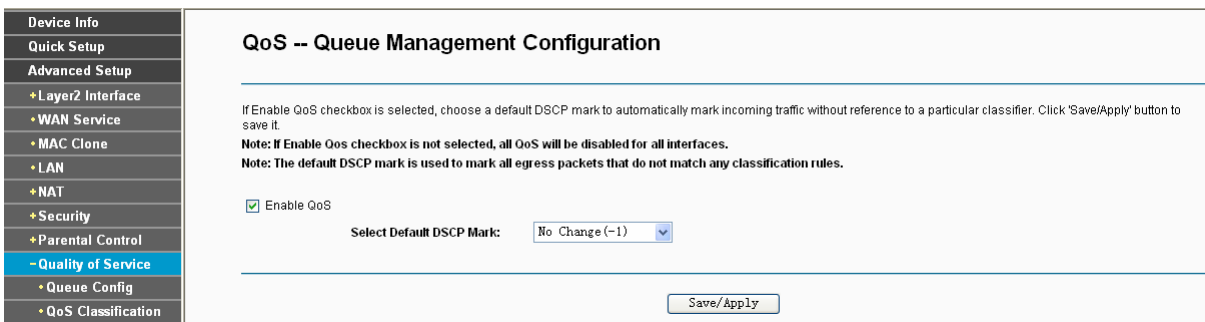 Device Info
Quick Setup
Advanced Setup
+Layer2 Interface
•WAN Service
•MAC Clone
•LAN
+NAT
+Security
+Parental Control
-Quality of Service
•Queue Config
•QoS Classification
QoS -- Queue Management Configuration
If Enable QoS checkbox is selected, choose a default DSCP mark to automatically mark incoming traffic without reference to a particular classifier. Click 'Save/Apply' button to
save it.
Note: If Enable Qos checkbox is not selected, all QoS will be disabled for all interfaces.
Note: The default DSCP mark is used to mark all egress packets that do not match any classification rules.
Enable QoS
Select Default DSCP Mark: No Change(-1)
Save/Apply